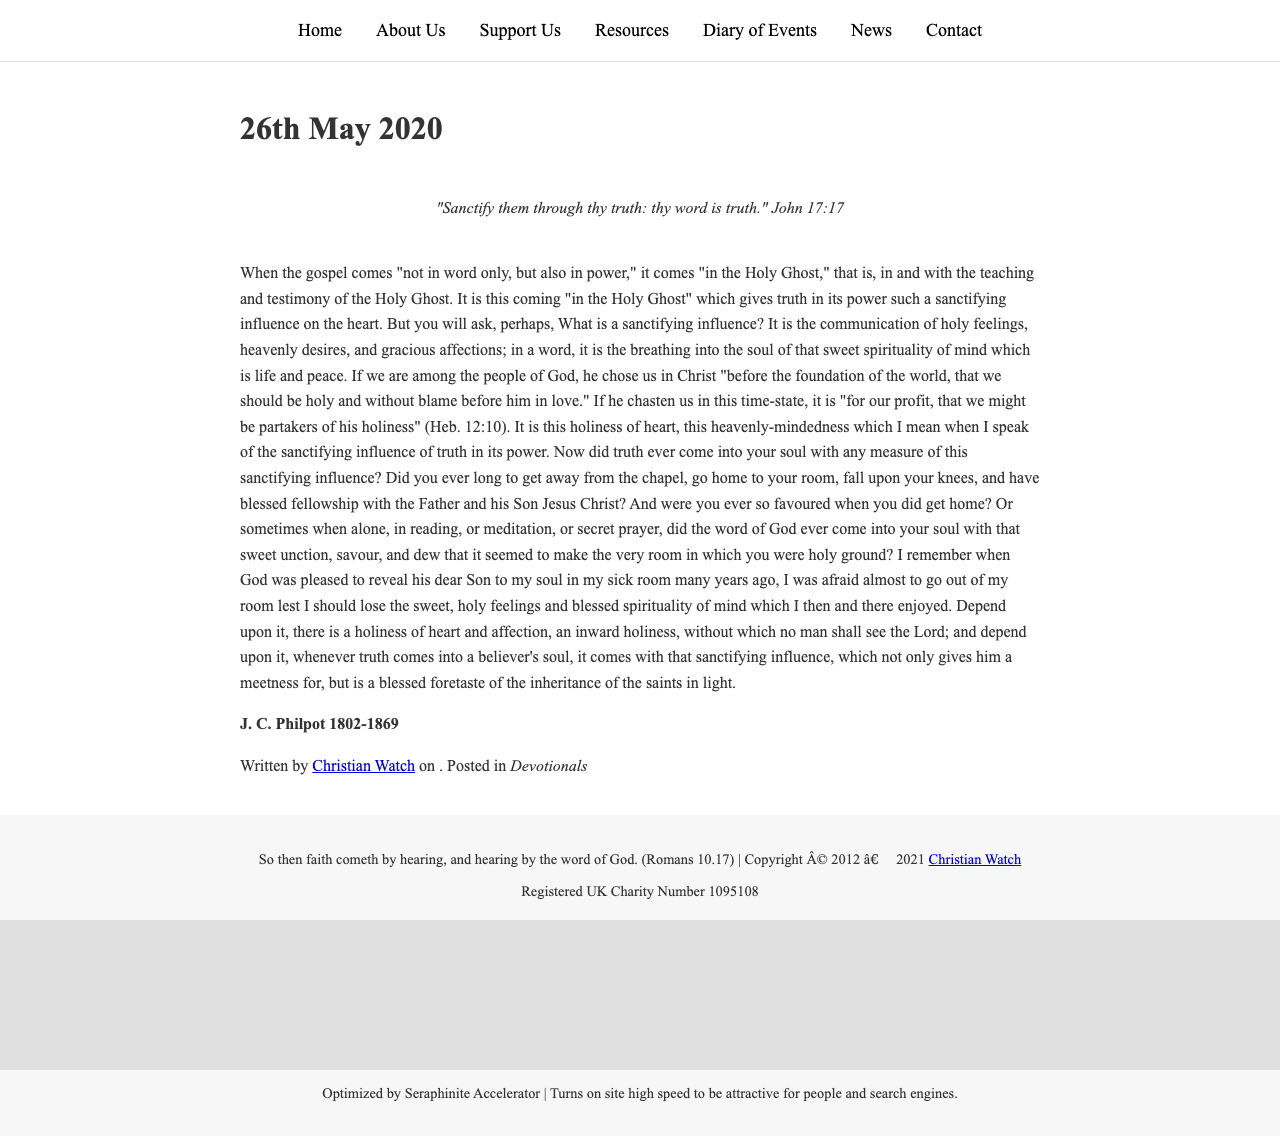 Home About Us Support Us Resources Diary of Events News Contact
26th May 2020
"Sanctify them through thy truth: thy word is truth." John 17:17
When the gospel comes "not in word only, but also in power," it comes "in the Holy Ghost," that is, in and with the teaching
and testimony of the Holy Ghost. It is this coming "in the Holy Ghost" which gives truth in its power such a sanctifying
influence on the heart. But you will ask, perhaps, What is a sanctifying influence? It is the communication of holy feelings,
heavenly desires, and gracious affections; in a word, it is the breathing into the soul of that sweet spirituality of mind which
is life and peace. If we are among the people of God, he chose us in Christ "before the foundation of the world, that we
should be holy and without blame before him in love." If he chasten us in this time-state, it is "for our profit, that we might
be partakers of his holiness" (Heb. 12:10). It is this holiness of heart, this heavenly-mindedness which I mean when I speak
of the sanctifying influence of truth in its power. Now did truth ever come into your soul with any measure of this
sanctifying influence? Did you ever long to get away from the chapel, go home to your room, fall upon your knees, and have
blessed fellowship with the Father and his Son Jesus Christ? And were you ever so favoured when you did get home? Or
sometimes when alone, in reading, or meditation, or secret prayer, did the word of God ever come into your soul with that
sweet unction, savour, and dew that it seemed to make the very room in which you were holy ground? I remember when
God was pleased to reveal his dear Son to my soul in my sick room many years ago, I was afraid almost to go out of my
room lest I should lose the sweet, holy feelings and blessed spirituality of mind which I then and there enjoyed. Depend
upon it, there is a holiness of heart and affection, an inward holiness, without which no man shall see the Lord; and depend
upon it, whenever truth comes into a believer's soul, it comes with that sanctifying influence, which not only gives him a
meetness for, but is a blessed foretaste of the inheritance of the saints in light.
J. C. Philpot 1802-1869
Written by Christian Watch on . Posted in Devotionals
So then faith cometh by hearing, and hearing by the word of God. (Romans 10.17) | Copyright Â© 2012 â€ 2021 Christian Watch
Registered UK Charity Number 1095108
Optimized by Seraphinite Accelerator | Turns on site high speed to be attractive for people and search engines.